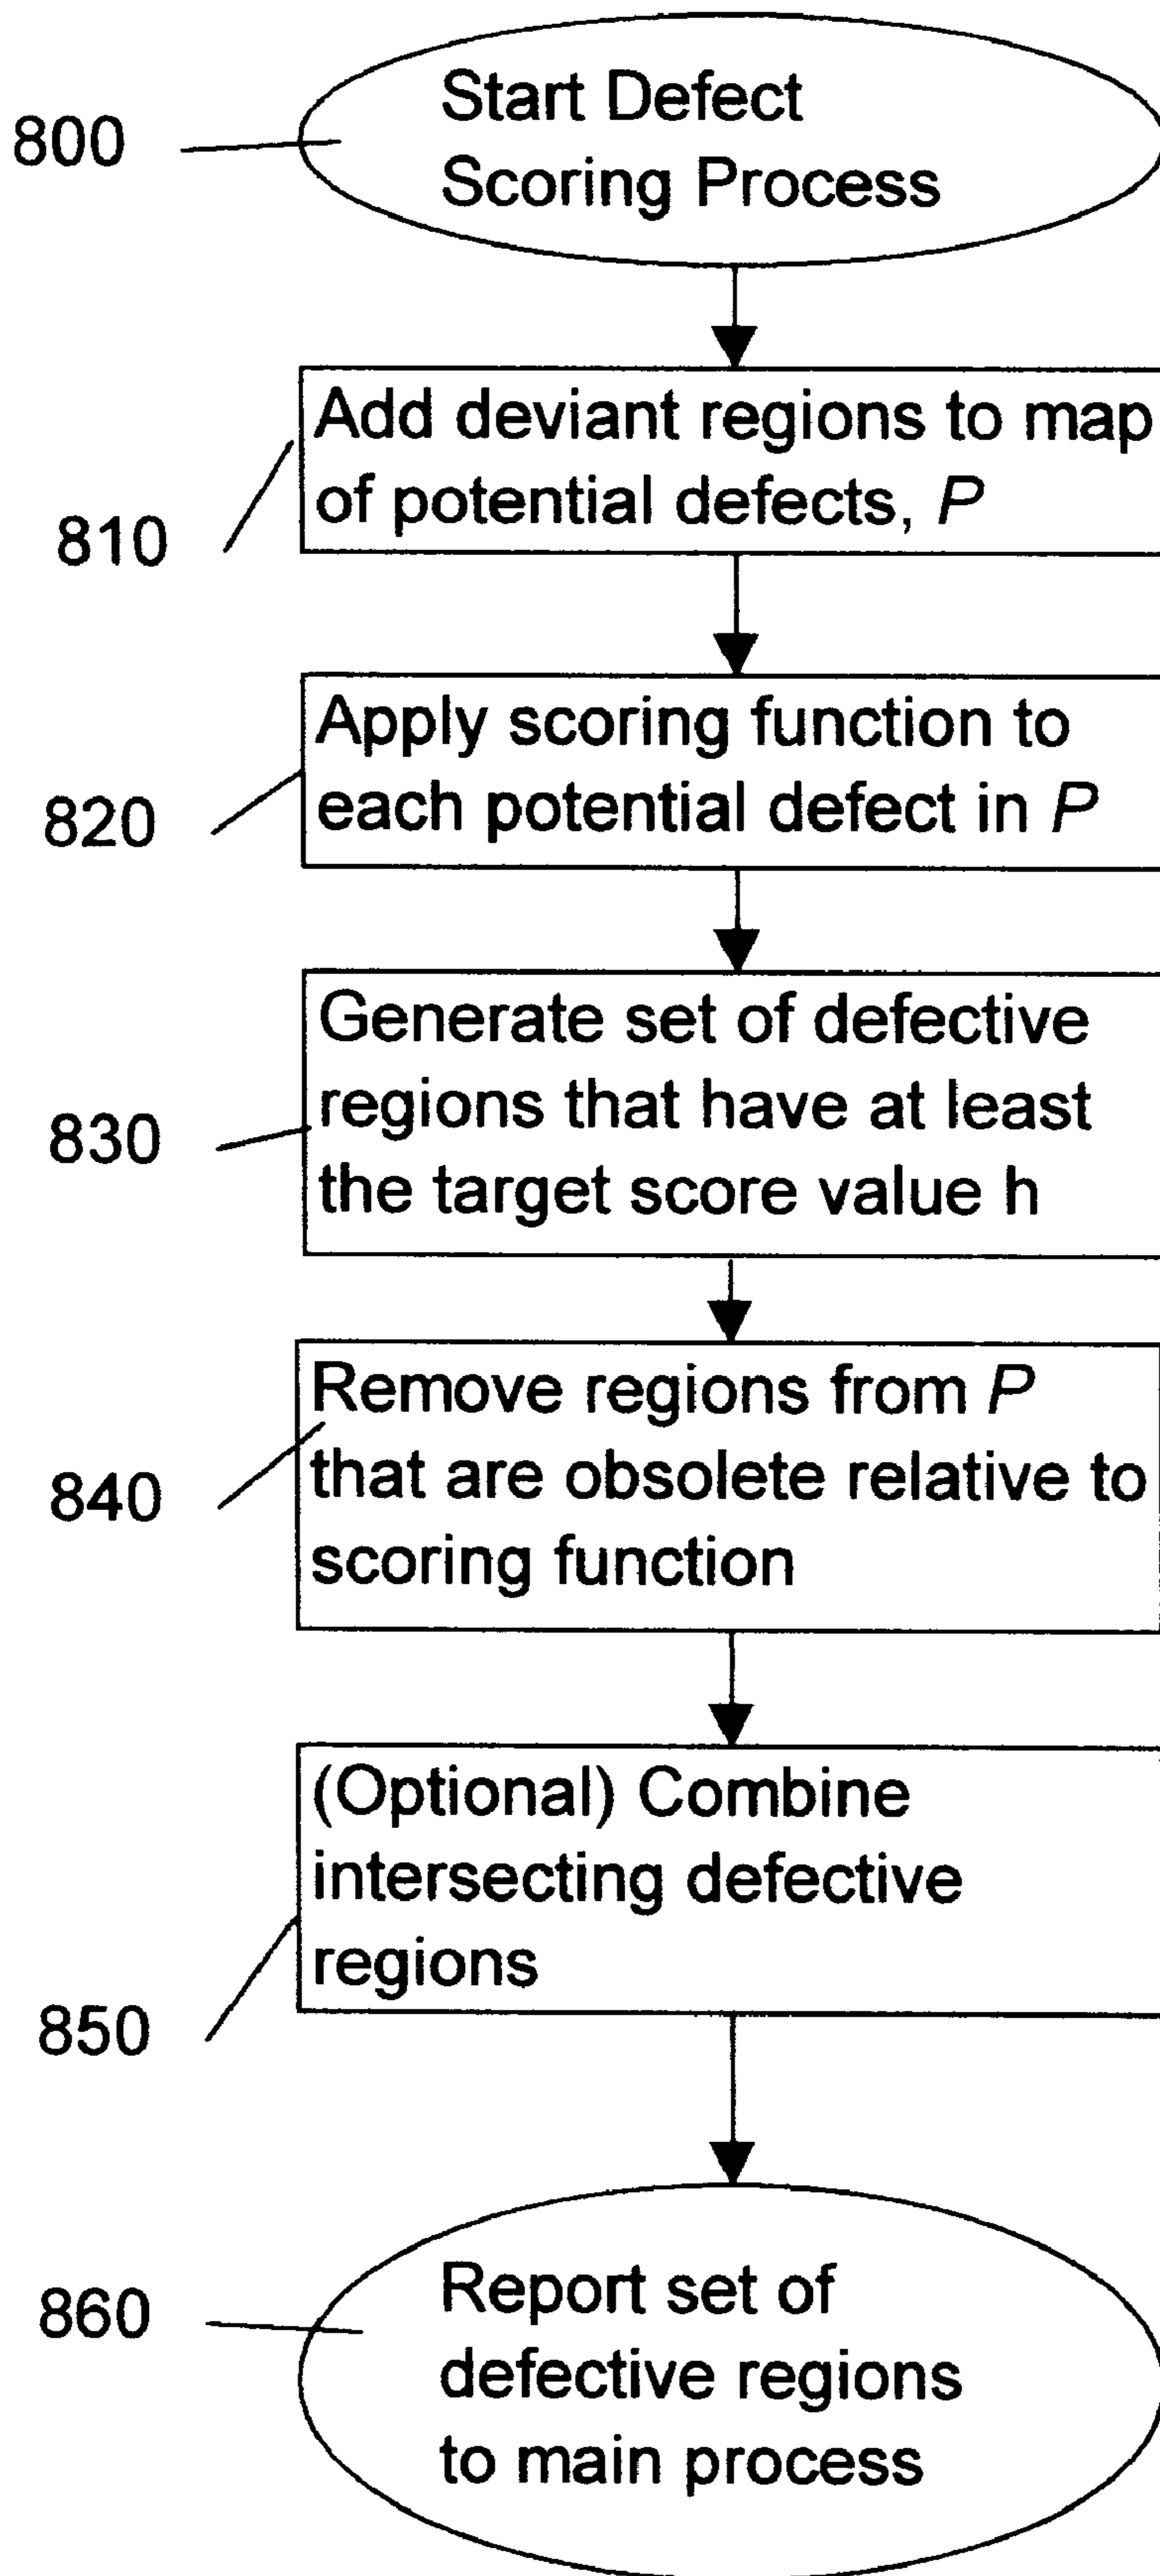 800
Start Defect
Scoring Process
810
Add deviant regions to map
of potential defects, P
820
Apply scoring function to
each potential defect in P
830
Generate set of defective
regions that have at least
the target score value h
840
Remove regions from P
that are obsolete relative to
scoring function
850
(Optional) Combine
intersecting defective
regions
860
Report set of
defective regions
to main process